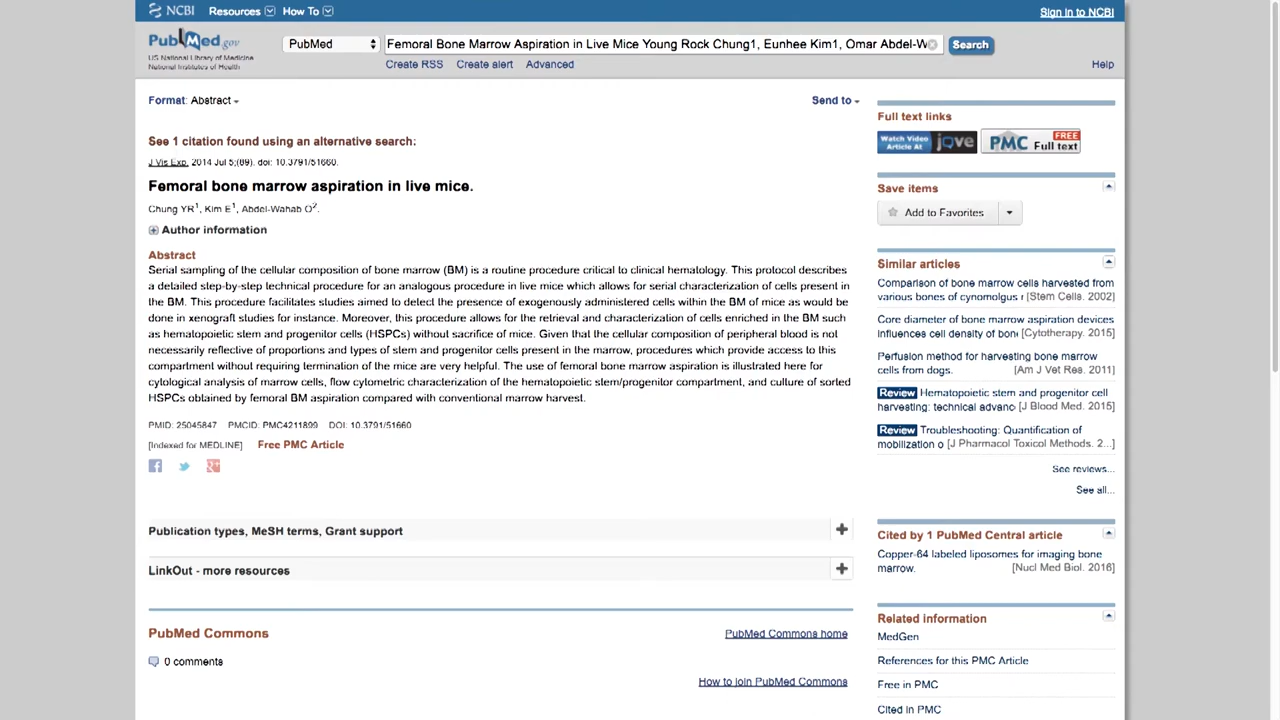 NCBI Resources How To Sign in to NCBI
PubMed.gov
US National Library of Medicine
National Institutes of Health
PubMed
Femoral Bone Marrow Aspiration in Live Mice Young Rock Chung1, Eunhee Kim1, Omar Abdel-W
Search
Create RSS Create alert Advanced
Help
Format: Abstract
Send to
See 1 citation found using an alternative search:
J Vis Exp. 2014 Jul 5;(89). doi: 10.3791/51660.
Femoral bone marrow aspiration in live mice.
Chung YR1, Kim E1, Abdel-Wahab O2.
Author information
Abstract
Serial sampling of the cellular composition of bone marrow (BM) is a routine procedure critical to clinical hematology. This protocol describes
a detailed step-by-step technical procedure for an analogous procedure in live mice which allows for serial characterization of cells present in
the BM. This procedure facilitates studies aimed to detect the presence of exogenously administered cells within the BM of mice as would be
done in xenograft studies for instance. Moreover, this procedure allows for the retrieval and characterization of cells enriched in the BM such
as hematopoietic stem and progenitor cells (HSPCs) without sacrifice of mice. Given that the cellular composition of peripheral blood is not
necessarily reflective of proportions and types of stem and progenitor cells present in the marrow, procedures which provide access to this
compartment without requiring termination of the mice are very helpful. The use of femoral bone marrow aspiration is illustrated here for
cytological analysis of marrow cells, flow cytometric characterization of the hematopoietic stem/progenitor compartment, and culture of sorted
HSPCs obtained by femoral BM aspiration compared with conventional marrow harvest.
PMID: 25045847 PMCID: PMC4211899 DOI: 10.3791/51660
[Indexed for MEDLINE] Free PMC Article
Publication types, MeSH terms, Grant support
LinkOut - more resources
PubMed Commons
PubMed Commons home
0 comments
How to join PubMed Commons
Full text links
Watch Video
Article At
jove
PMC FREE
Full text
Save items
Add to Favorites
Similar articles
Comparison of bone marrow cells harvested from
various bones of cynomolgus r [Stem Cells. 2002]
Core diameter of bone marrow aspiration devices
influences cell density of bone [Cytotherapy. 2015]
Perfusion method for harvesting bone marrow
cells from dogs. [Am J Vet Res. 2011]
Review Hematopoietic stem and progenitor cell
harvesting: technical advanc [J Blood Med. 2015]
Review Troubleshooting: Quantification of
mobilization o [J Pharmacol Toxicol Methods. 2...]
See reviews...
See all...
Cited by 1 PubMed Central article
Copper-64 labeled liposomes for imaging bone
marrow. [Nucl Med Biol. 2016]
Related information
MedGen
References for this PMC Article
Free in PMC
Cited in PMC